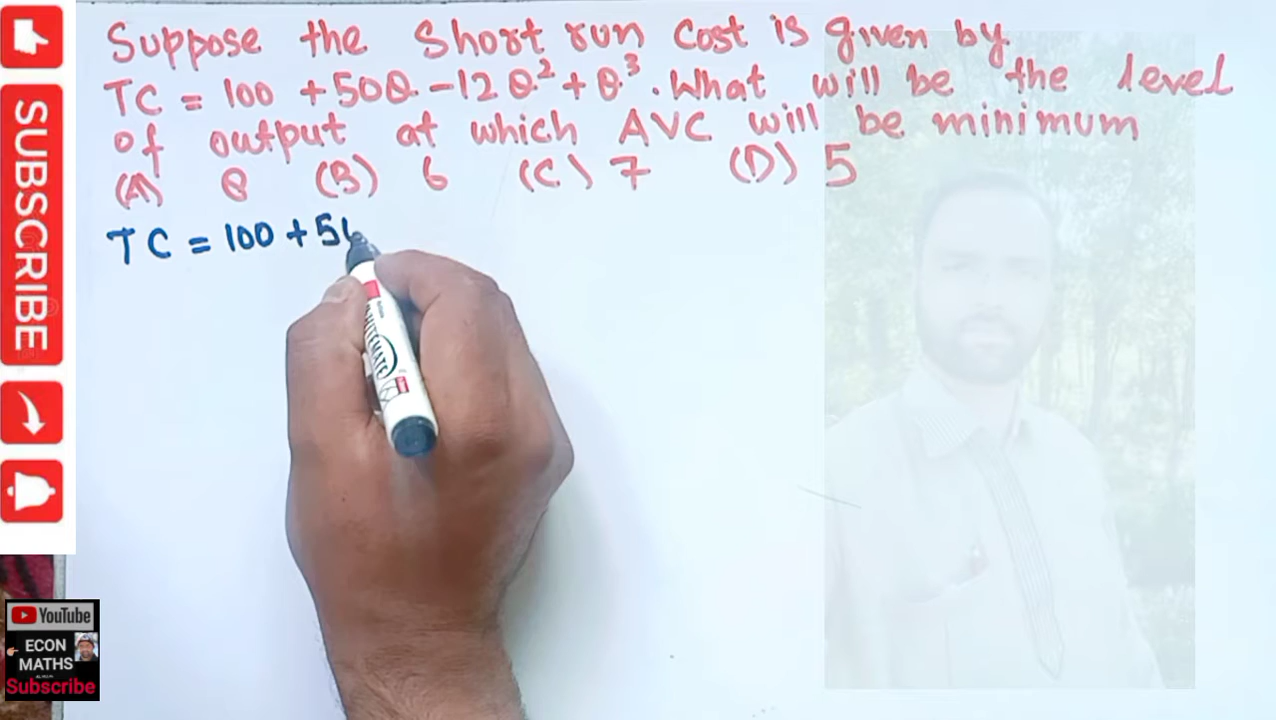 Suppose the Short run Cost is given by
TC = 100 + 50Q - 12Q² + Q³. What will be the level
of output at which AVC will be minimum
(A) 8 (B) 6 (C) 7 (D) 5
TC = 100 + 5
SUBSCRIBE
YouTube
ECON
MATHS
Subscribe